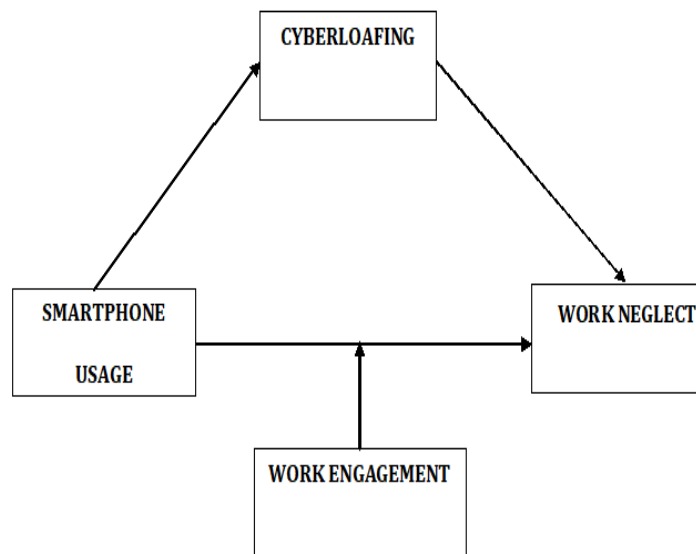 CYBERLOAFING
SMARTPHONE
USAGE
WORK NEGLECT
WORK ENGAGEMENT